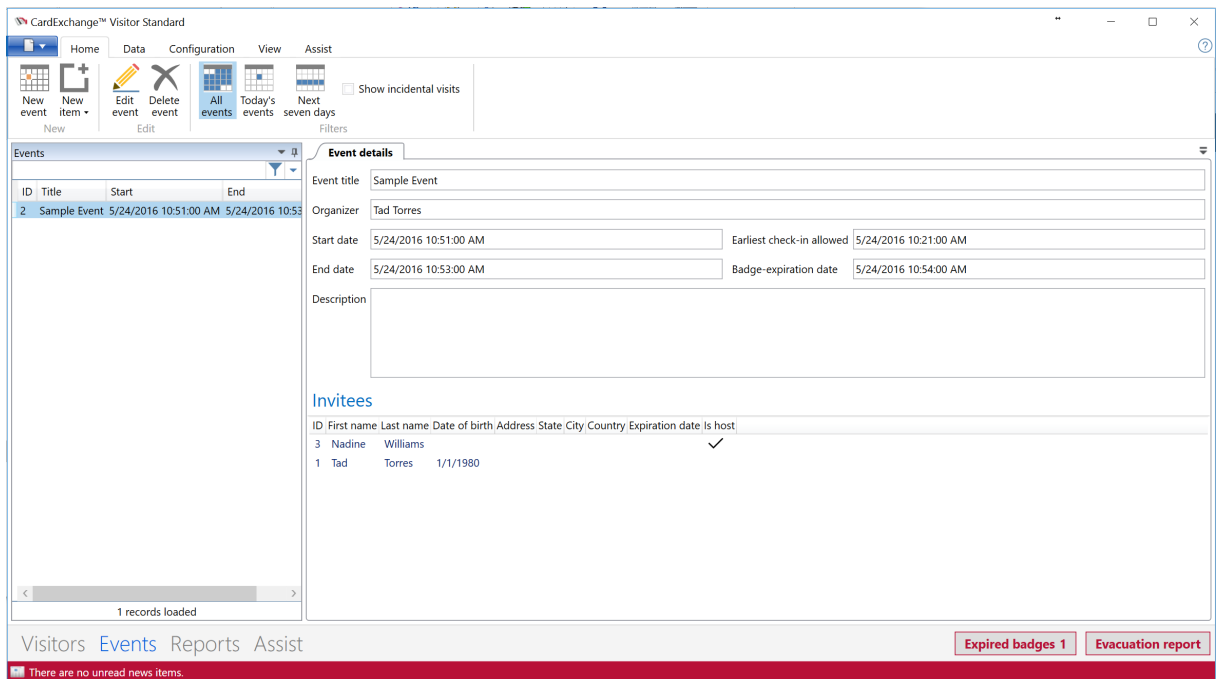 CardExchange™ Visitor Standard
Home Data Configuration View Assist
New event New item Edit event Delete event All events Today's events Next seven days Show incidental visits
New Edit Filters
Events
ID Title Start End
2 Sample Event 5/24/2016 10:51:00 AM 5/24/2016 10:53
1 records loaded
Event details
Event title Sample Event
Organizer Tad Torres
Start date 5/24/2016 10:51:00 AM Earliest check-in allowed 5/24/2016 10:21:00 AM
End date 5/24/2016 10:53:00 AM Badge-expiration date 5/24/2016 10:54:00 AM
Description
Invitees
ID First name Last name Date of birth Address State City Country Expiration date Is host
3 Nadine Williams
1 Tad Torres 1/1/1980
Visitors Events Reports Assist Expired badges 1 Evacuation report
There are no unread news items.